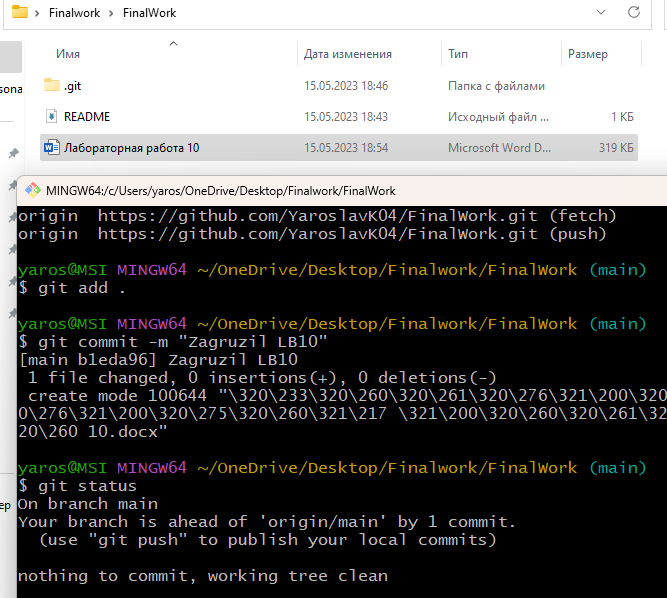 Finalwork > FinalWork
Имя Дата изменения Тип Размер
.git 15.05.2023 18:46 Папка с файлами
sona
README 15.05.2023 18:43 Исходный файл ... 1 КБ
Лабораторная работа 10 15.05.2023 18:54 Microsoft Word D... 319 КБ
MINGW64:/c/Users/yaros/OneDrive/Desktop/Finalwork/FinalWork
origin https://github.com/YaroslavK04/FinalWork.git (fetch)
origin https://github.com/YaroslavK04/FinalWork.git (push)
yaros@MSI MINGW64 ~/OneDrive/Desktop/Finalwork/FinalWork (main)
$ git add .
yaros@MSI MINGW64 ~/OneDrive/Desktop/Finalwork/FinalWork (main)
$ git commit -m "Zagruzil LB10"
[main b1eda96] Zagruzil LB10
1 file changed, 0 insertions(+), 0 deletions(-)
create mode 100644 "\320\233\320\260\320\261\320\276\321\200\320
0\276\321\200\320\275\320\260\321\217 \321\200\320\260\320\261\32
20\260 10.docx"
yaros@MSI MINGW64 ~/OneDrive/Desktop/Finalwork/FinalWork (main)
$ git status
ер
On branch main
Your branch is ahead of 'origin/main' by 1 commit.
(use "git push" to publish your local commits)
nothing to commit, working tree clean